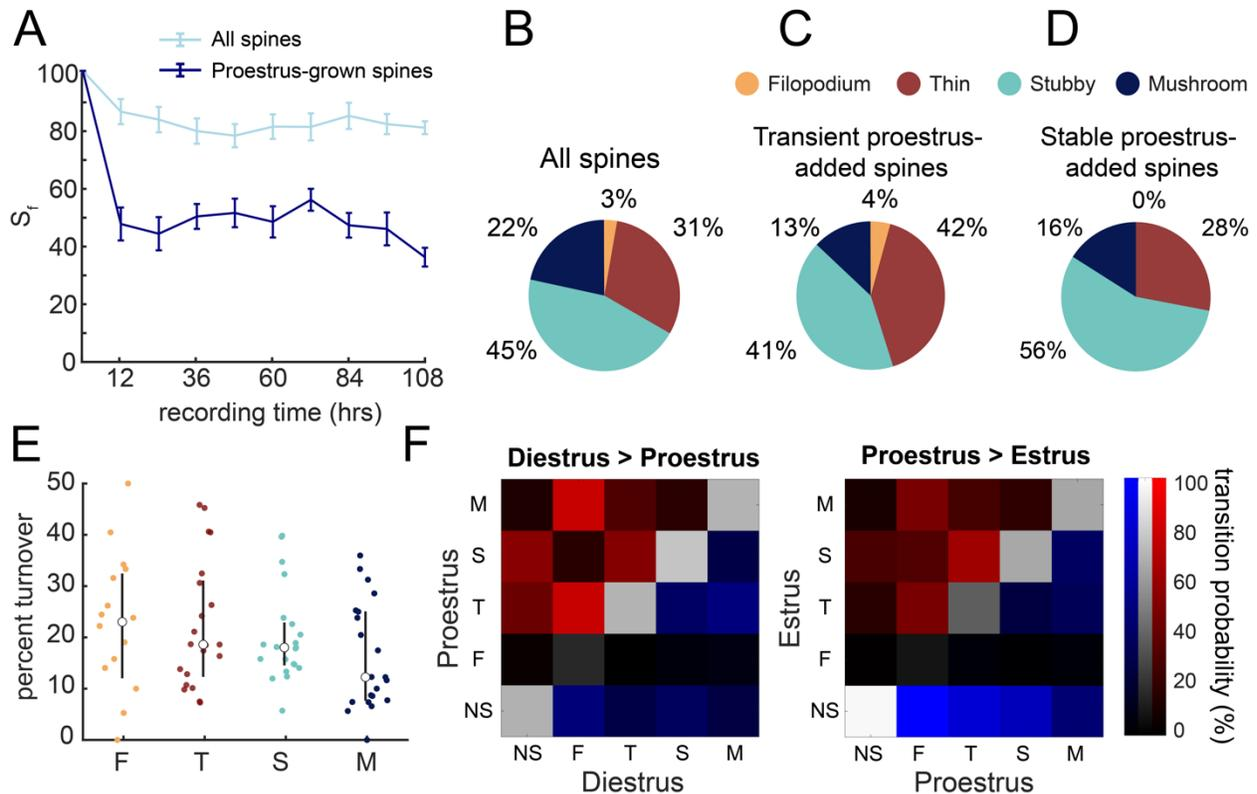 A
All spines
Proestrus-grown spines
100
80
60
40
20
0
S_f
12 36 60 84 108
recording time (hrs)
B C D
Filopodium Thin Stubby Mushroom
All spines
3%
22% 31%
45%
Transient proestrus-
added spines
4%
13% 42%
41%
Stable proestrus-
added spines
0%
16% 28%
56%
E
50
40
30
20
10
0
percent turnover
F T S M
F
Diestrus > Proestrus
M
S
T
F
NS
Proestrus
NS F T S M
Diestrus
Proestrus > Estrus
M
S
T
F
NS
Estrus
NS F T S M
Proestrus
100
80
60
40
20
0
transition probability (%)